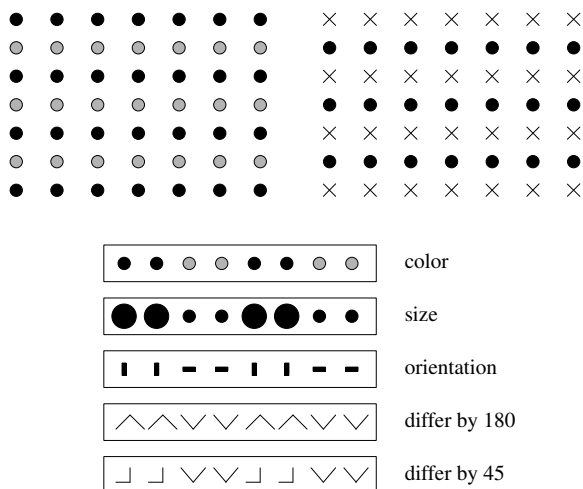 color
size
orientation
differ by 180
differ by 45